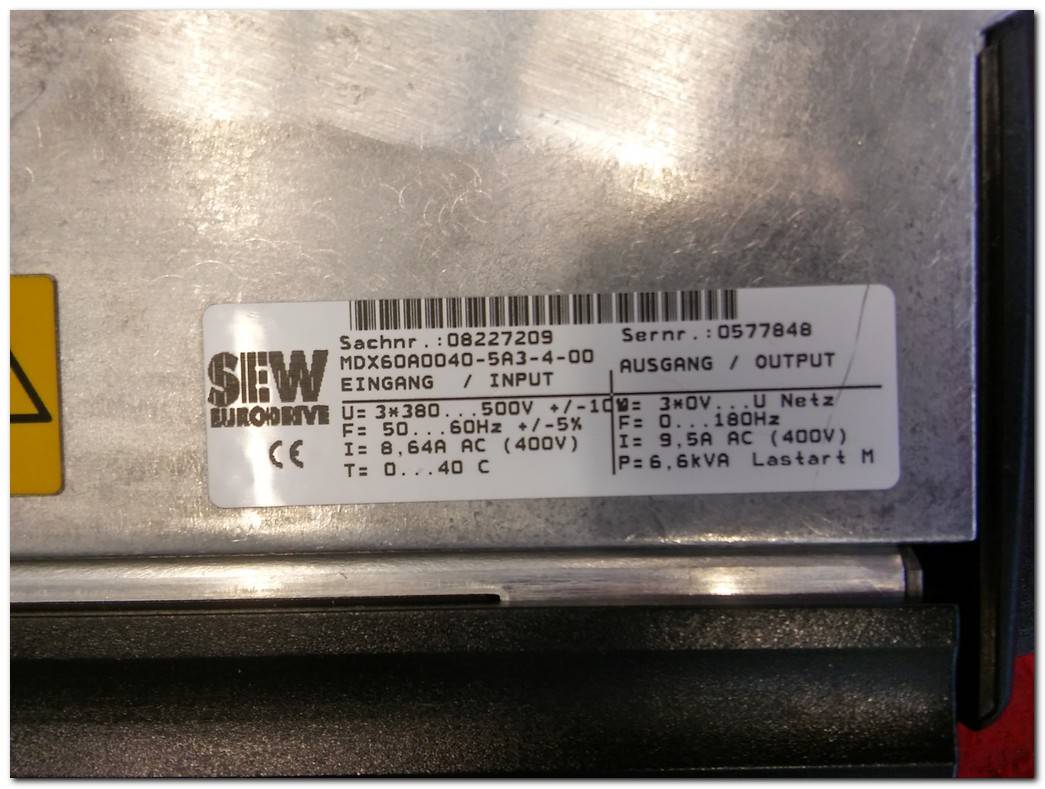 SEW
EURODRIVE
CE
Sachnr.:08227209 Sernr.:0577848
MDX60A0040-5A3-4-00
EINGANG / INPUT AUSGANG / OUTPUT
U= 3*380...500V +/-10 U= 3*0V...U Netz
F= 50...60Hz +/-5% F= 0...180Hz
I= 8,64A AC (400V) I= 9,5A AC (400V)
T= 0...40 C P=6,6kVA Lastart M